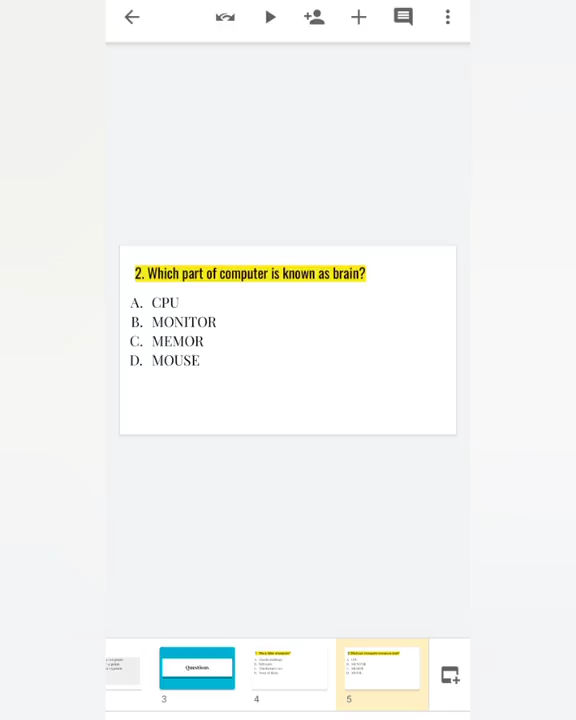 2. Which part of computer is known as brain?
A. CPU
B. MONITOR
C. MEMOR
D. MOUSE
Questions
3
4
5